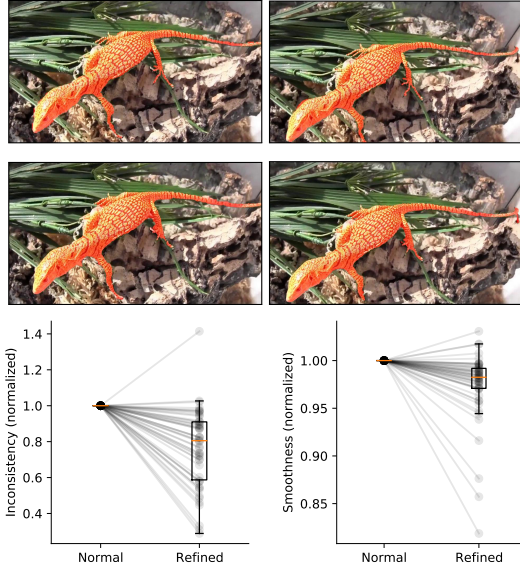 Inconsistency (normalized)
1.4
1.2
1.0
0.8
0.6
0.4
Normal
Refined
Smoothness (normalized)
1.00
0.95
0.90
0.85
Normal
Refined